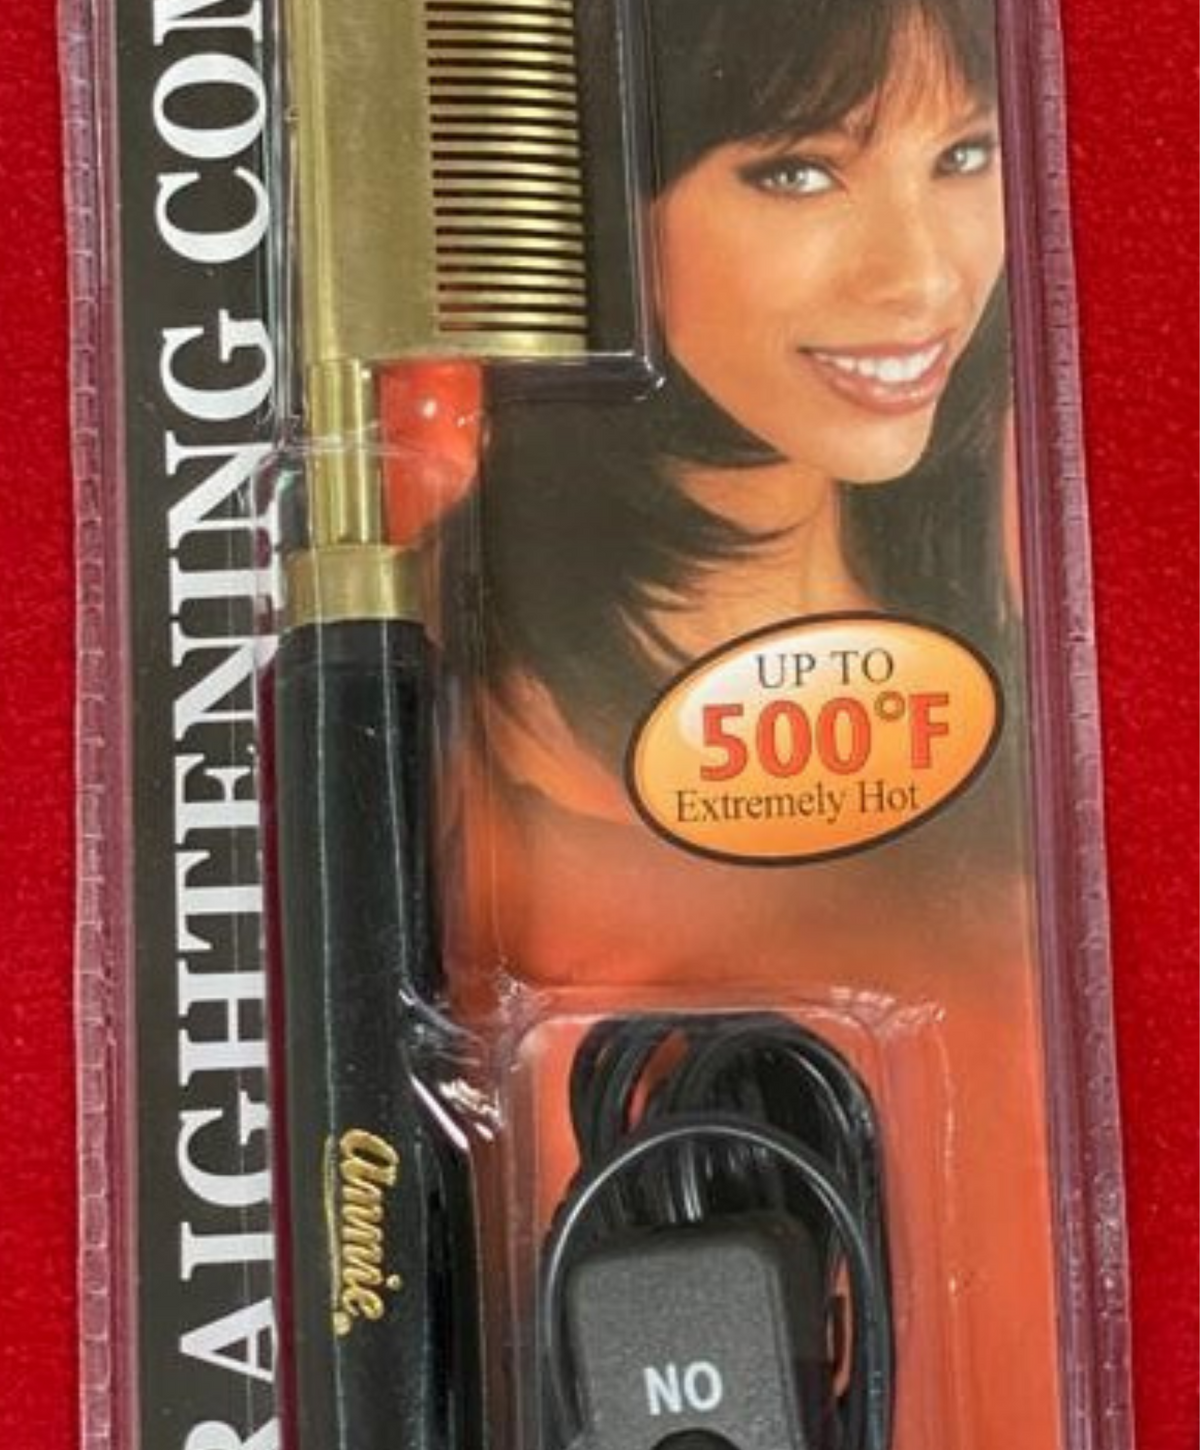 RAIGHTENING COM
UP TO
500°F
Extremely Hot
annie®
NO